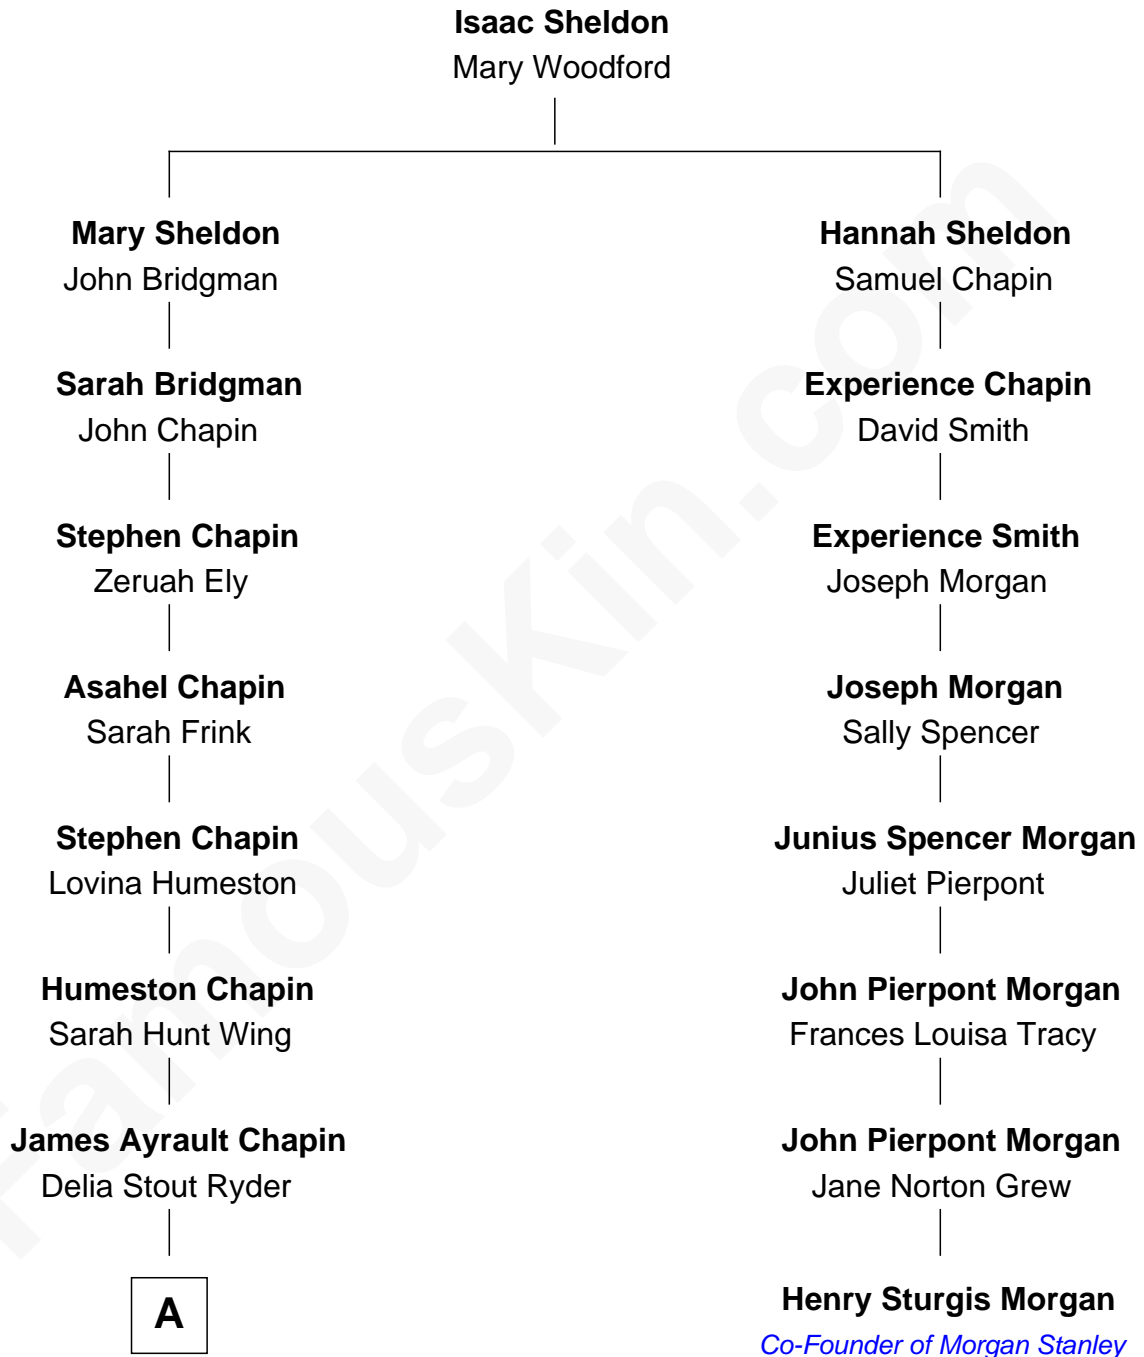 Isaac Sheldon
Mary Woodford
Mary Sheldon
John Bridgman
Hannah Sheldon
Samuel Chapin
Sarah Bridgman
John Chapin
Experience Chapin
David Smith
Stephen Chapin
Zeruah Ely
Experience Smith
Joseph Morgan
Asahel Chapin
Sarah Frink
Joseph Morgan
Sally Spencer
Stephen Chapin
Lovina Humeston
Junius Spencer Morgan
Juliet Pierpont
Humeston Chapin
Sarah Hunt Wing
John Pierpont Morgan
Frances Louisa Tracy
James Ayrault Chapin
Delia Stout Ryder
John Pierpont Morgan
Jane Norton Grew
A
Henry Sturgis Morgan
Co-Founder of Morgan Stanley
FamousKin.com